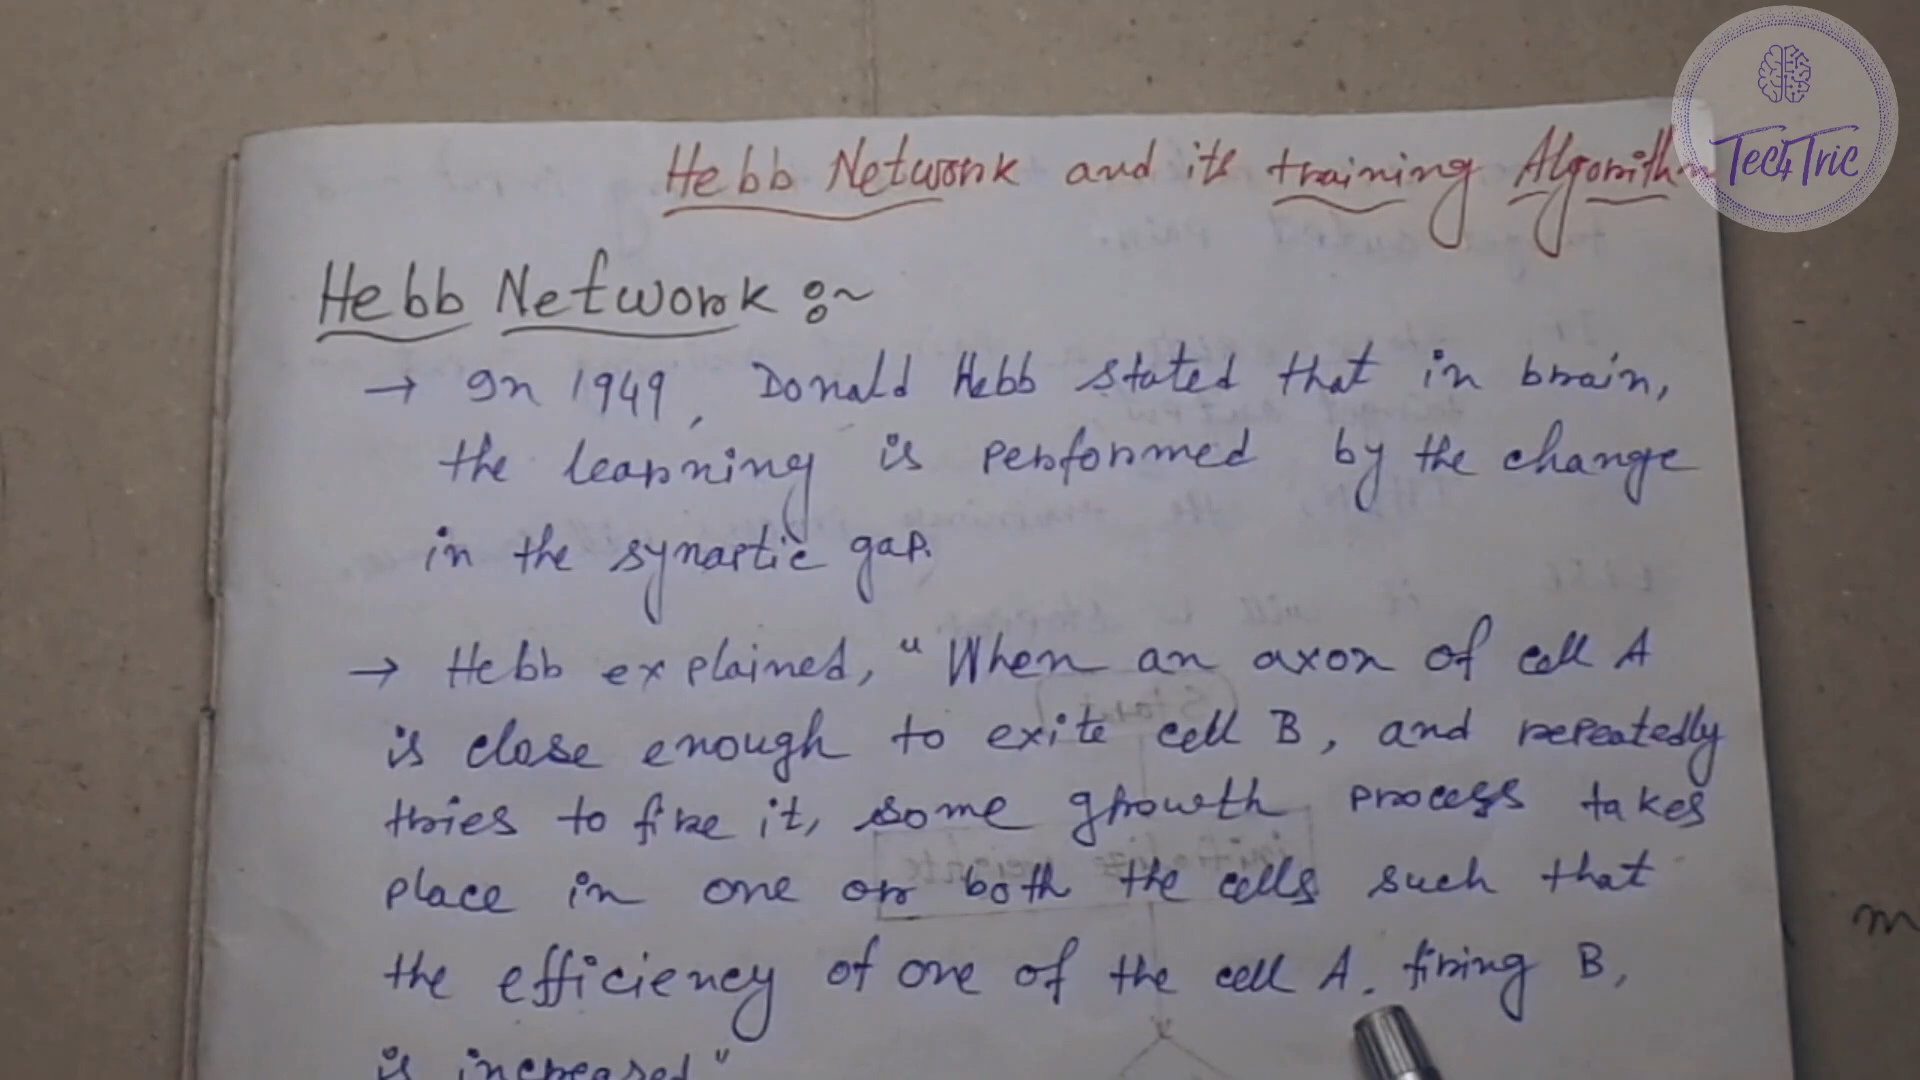 Hebb Network and its training Algorithm
Tech Tric
Hebb Network :~
→ In 1949, Donald Hebb stated that in brain,
the learning is performed by the change
in the synaptic gap.
→ Hebb explained, "When an axon of cell A
is close enough to exite cell B, and repeatedly
tries to fire it, some growth process takes
place in one or both the cells such that
the efficiency of one of the cell A. firing B,
is increased"
m